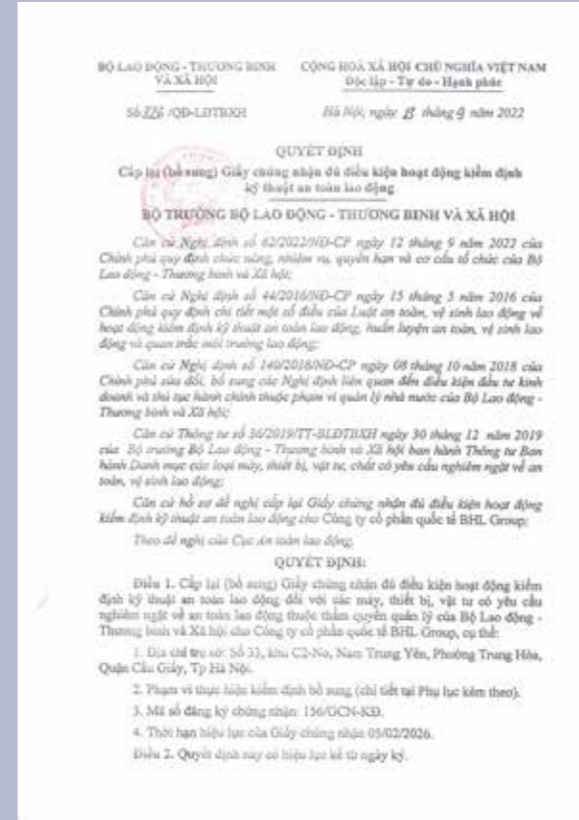 BỘ LAO ĐỘNG - THƯƠNG BINH
VÀ XÃ HỘI
CỘNG HOÀ XÃ HỘI CHỦ NGHĨA VIỆT NAM
Độc lập - Tự do - Hạnh phúc
Số /QĐ-LĐTBXH
Hà Nội, ngày tháng 9 năm 2022
QUYẾT ĐỊNH
Cấp lại (bổ sung) Giấy chứng nhận đủ điều kiện hoạt động kiểm định
kỹ thuật an toàn lao động
BỘ TRƯỞNG BỘ LAO ĐỘNG - THƯƠNG BINH VÀ XÃ HỘI
Căn cứ Nghị định số 62/2022/NĐ-CP ngày 12 tháng 9 năm 2022 của
Chính phủ quy định chức năng, nhiệm vụ, quyền hạn và cơ cấu tổ chức của Bộ
Lao động - Thương binh và Xã hội;
Căn cứ Nghị định số 44/2016/NĐ-CP ngày 15 tháng 5 năm 2016 của
Chính phủ quy định chi tiết một số điều của Luật an toàn, vệ sinh lao động về
hoạt động kiểm định kỹ thuật an toàn lao động, huấn luyện an toàn, vệ sinh lao
động và quan trắc môi trường lao động;
Căn cứ Nghị định số 140/2018/NĐ-CP ngày 08 tháng 10 năm 2018 của
Chính phủ sửa đổi, bổ sung các Nghị định liên quan đến điều kiện đầu tư kinh
doanh và thủ tục hành chính thuộc phạm vi quản lý nhà nước của Bộ Lao động -
Thương binh và Xã hội;
Căn cứ Thông tư số 36/2019/TT-BLĐTBXH ngày 30 tháng 12 năm 2019
của Bộ trưởng Bộ Lao động - Thương binh và Xã hội ban hành Thông tư Ban
hành Danh mục các loại máy, thiết bị, vật tư, chất có yêu cầu nghiêm ngặt về an
toàn, vệ sinh lao động;
Căn cứ hồ sơ đề nghị cấp lại Giấy chứng nhận đủ điều kiện hoạt động
kiểm định kỹ thuật an toàn lao động cho Công ty cổ phần quốc tế BHL Group;
Theo đề nghị của Cục An toàn lao động.
QUYẾT ĐỊNH:
Điều 1. Cấp lại (bổ sung) Giấy chứng nhận đủ điều kiện hoạt động kiểm
định kỹ thuật an toàn lao động đối với các máy, thiết bị, vật tư có yêu cầu
nghiêm ngặt về an toàn lao động thuộc thẩm quyền quản lý của Bộ Lao động -
Thương binh và Xã hội cho Công ty cổ phần quốc tế BHL Group, cụ thể:
1. Địa chỉ trụ sở: Số 33, khu C2-No, Nam Trung Yên, Phường Trung Hòa,
Quận Cầu Giấy, Tp Hà Nội.
2. Phạm vi thực hiện kiểm định bổ sung (chi tiết tại Phụ lục kèm theo).
3. Mã số đăng ký chứng nhận: 156/GCN-KĐ.
4. Thời hạn hiệu lực của Giấy chứng nhận 05/02/2026.
Điều 2. Quyết định này có hiệu lực kể từ ngày ký.